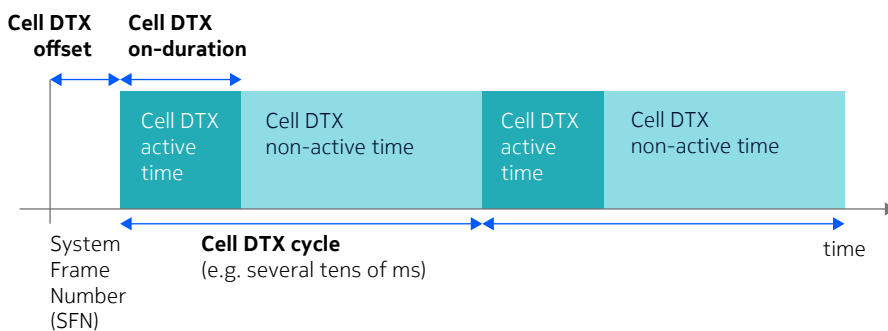 Cell DTX
offset
Cell DTX
on-duration
Cell DTX
active
time
Cell DTX
non-active time
Cell DTX
active
time
Cell DTX
non-active time
System
Frame
Number
(SFN)
Cell DTX cycle
(e.g. several tens of ms)
time